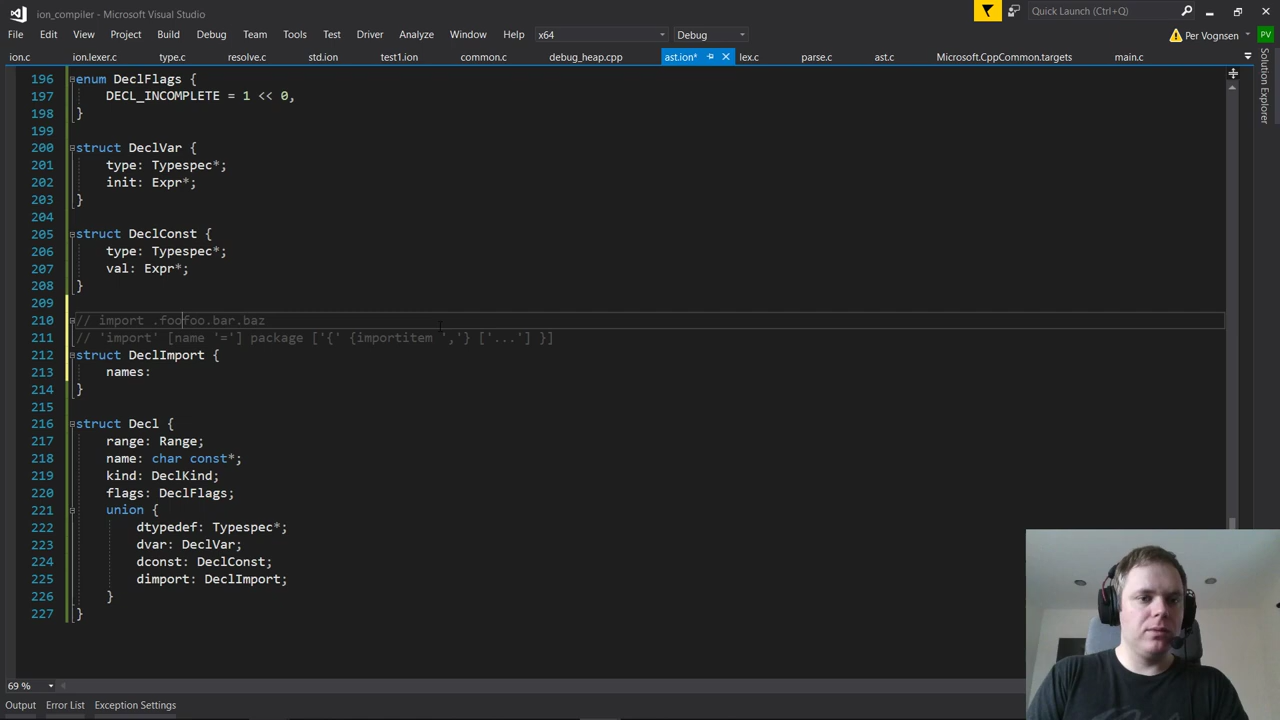 ion_compiler - Microsoft Visual Studio
Quick Launch (Ctrl+Q)
File Edit View Project Build Debug Team Tools Test Driver Analyze Window Help x64 Debug
Per Vognsen PV
ion.c ion.lexer.c type.c resolve.c std.ion test1.ion common.c debug_heap.cpp ast.ion* lex.c parse.c ast.c Microsoft.CppCommon.targets main.c
Solution Explorer
196 enum DeclFlags {
197 DECL_INCOMPLETE = 1 << 0,
198 }
199
200 struct DeclVar {
201 type: Typespec*;
202 init: Expr*;
203 }
204
205 struct DeclConst {
206 type: Typespec*;
207 val: Expr*;
208 }
209
210 // import .foofoo.bar.baz
211 // 'import' [name '='] package ['{' {importitem ','} ['...'] }]
212 struct DeclImport {
213 names:
214 }
215
216 struct Decl {
217 range: Range;
218 name: char const*;
219 kind: DeclKind;
220 flags: DeclFlags;
221 union {
222 dtypedef: Typespec*;
223 dvar: DeclVar;
224 dconst: DeclConst;
225 dimport: DeclImport;
226 }
227 }
69 %
Output Error List Exception Settings